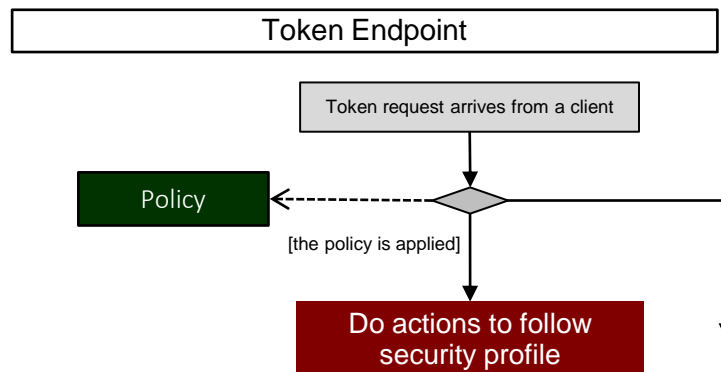 Token Endpoint
Token request arrives from a client
Policy
[the policy is applied]
Do actions to follow
security profile